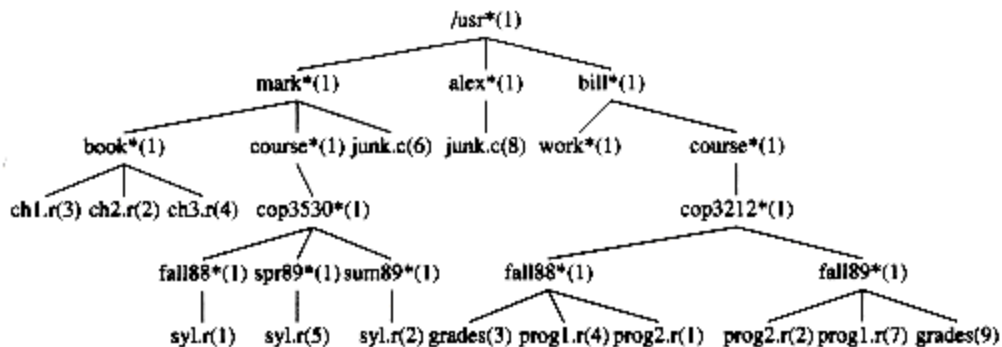 /usr*(1)
mark*(1) alex*(1) bill*(1)
book*(1) course*(1) junk.c(6) junk.c(8) work*(1) course*(1)
ch1.r(3) ch2.r(2) ch3.r(4) cop3530*(1) cop3212*(1)
fall88*(1) spr89*(1) sum89*(1) fall88*(1) fall89*(1)
syl.r(1) syl.r(5) syl.r(2) grades(3) prog1.r(4) prog2.r(1) prog2.r(2) prog1.r(7) grades(9)